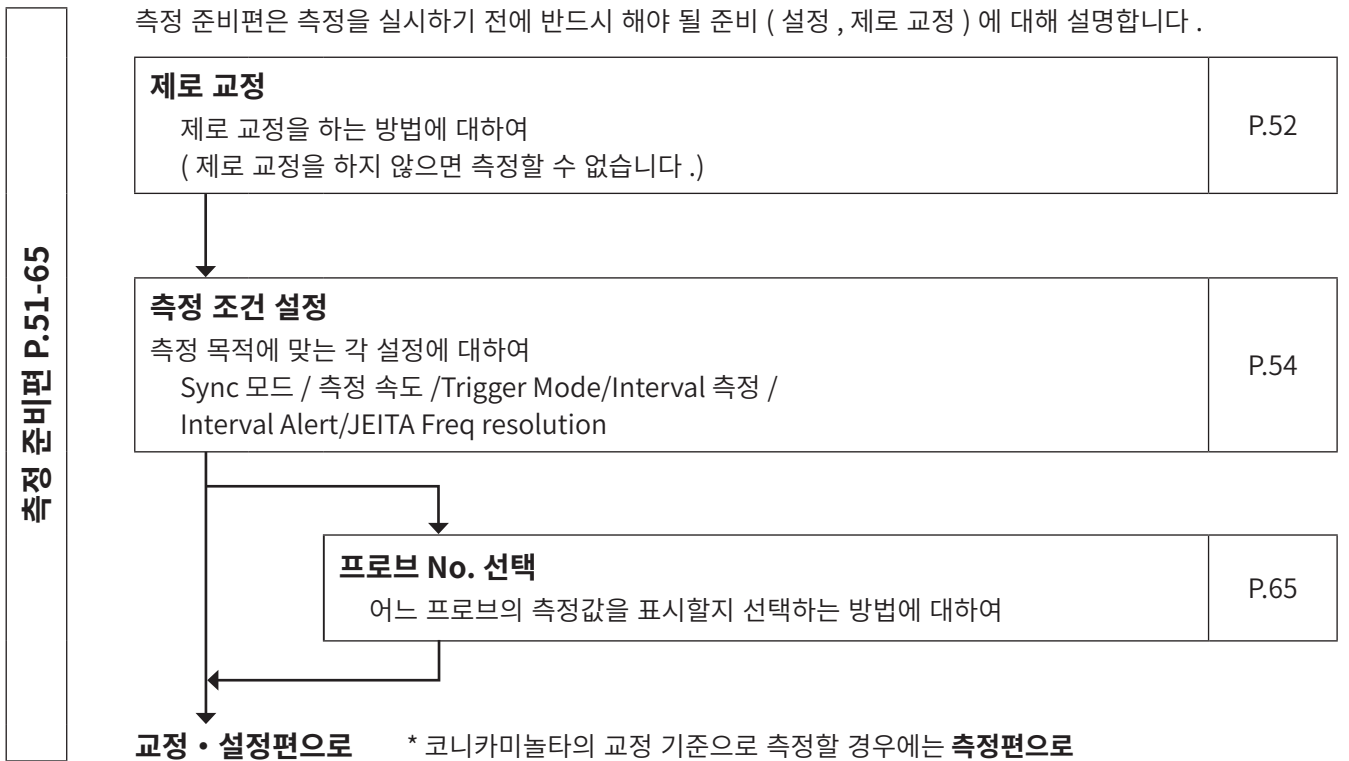 측정 준비편 P.51-65
측정 준비편은 측정을 실시하기 전에 반드시 해야 될 준비 ( 설정 , 제로 교정 ) 에 대해 설명합니다 .
제로 교정
제로 교정을 하는 방법에 대하여
( 제로 교정을 하지 않으면 측정할 수 없습니다 .)
P.52
측정 조건 설정
측정 목적에 맞는 각 설정에 대하여
Sync 모드 / 측정 속도 /Trigger Mode/Interval 측정 /
Interval Alert/JEITA Freq resolution
P.54
프로브 No. 선택
어느 프로브의 측정값을 표시할지 선택하는 방법에 대하여
P.65
교정・설정편으로 * 코니카미놀타의 교정 기준으로 측정할 경우에는 측정편으로